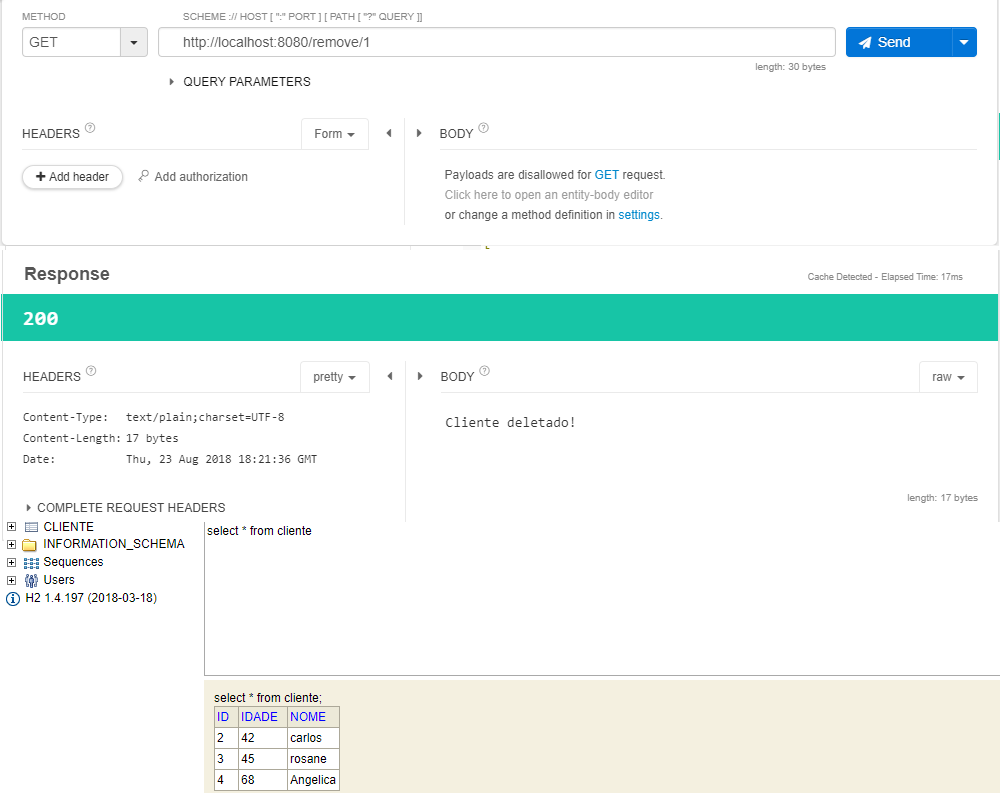 METHOD
SCHEME :// HOST [ ":" PORT ] [ PATH [ "?" QUERY ]]
GET
http://localhost:8080/remove/1
Send
length: 30 bytes
QUERY PARAMETERS
HEADERS ?
Form
BODY ?
+ Add header
Add authorization
Payloads are disallowed for GET request.
Click here to open an entity-body editor
or change a method definition in settings.
Response
Cache Detected - Elapsed Time: 17ms
200
HEADERS ?
pretty
BODY ?
raw
Content-Type: text/plain;charset=UTF-8
Content-Length: 17 bytes
Date: Thu, 23 Aug 2018 18:21:36 GMT
Cliente deletado!
length: 17 bytes
COMPLETE REQUEST HEADERS
CLIENTE
INFORMATION_SCHEMA
Sequences
Users
H2 1.4.197 (2018-03-18)
select * from cliente
select * from cliente;
ID IDADE NOME
2 42 carlos
3 45 rosane
4 68 Angelica